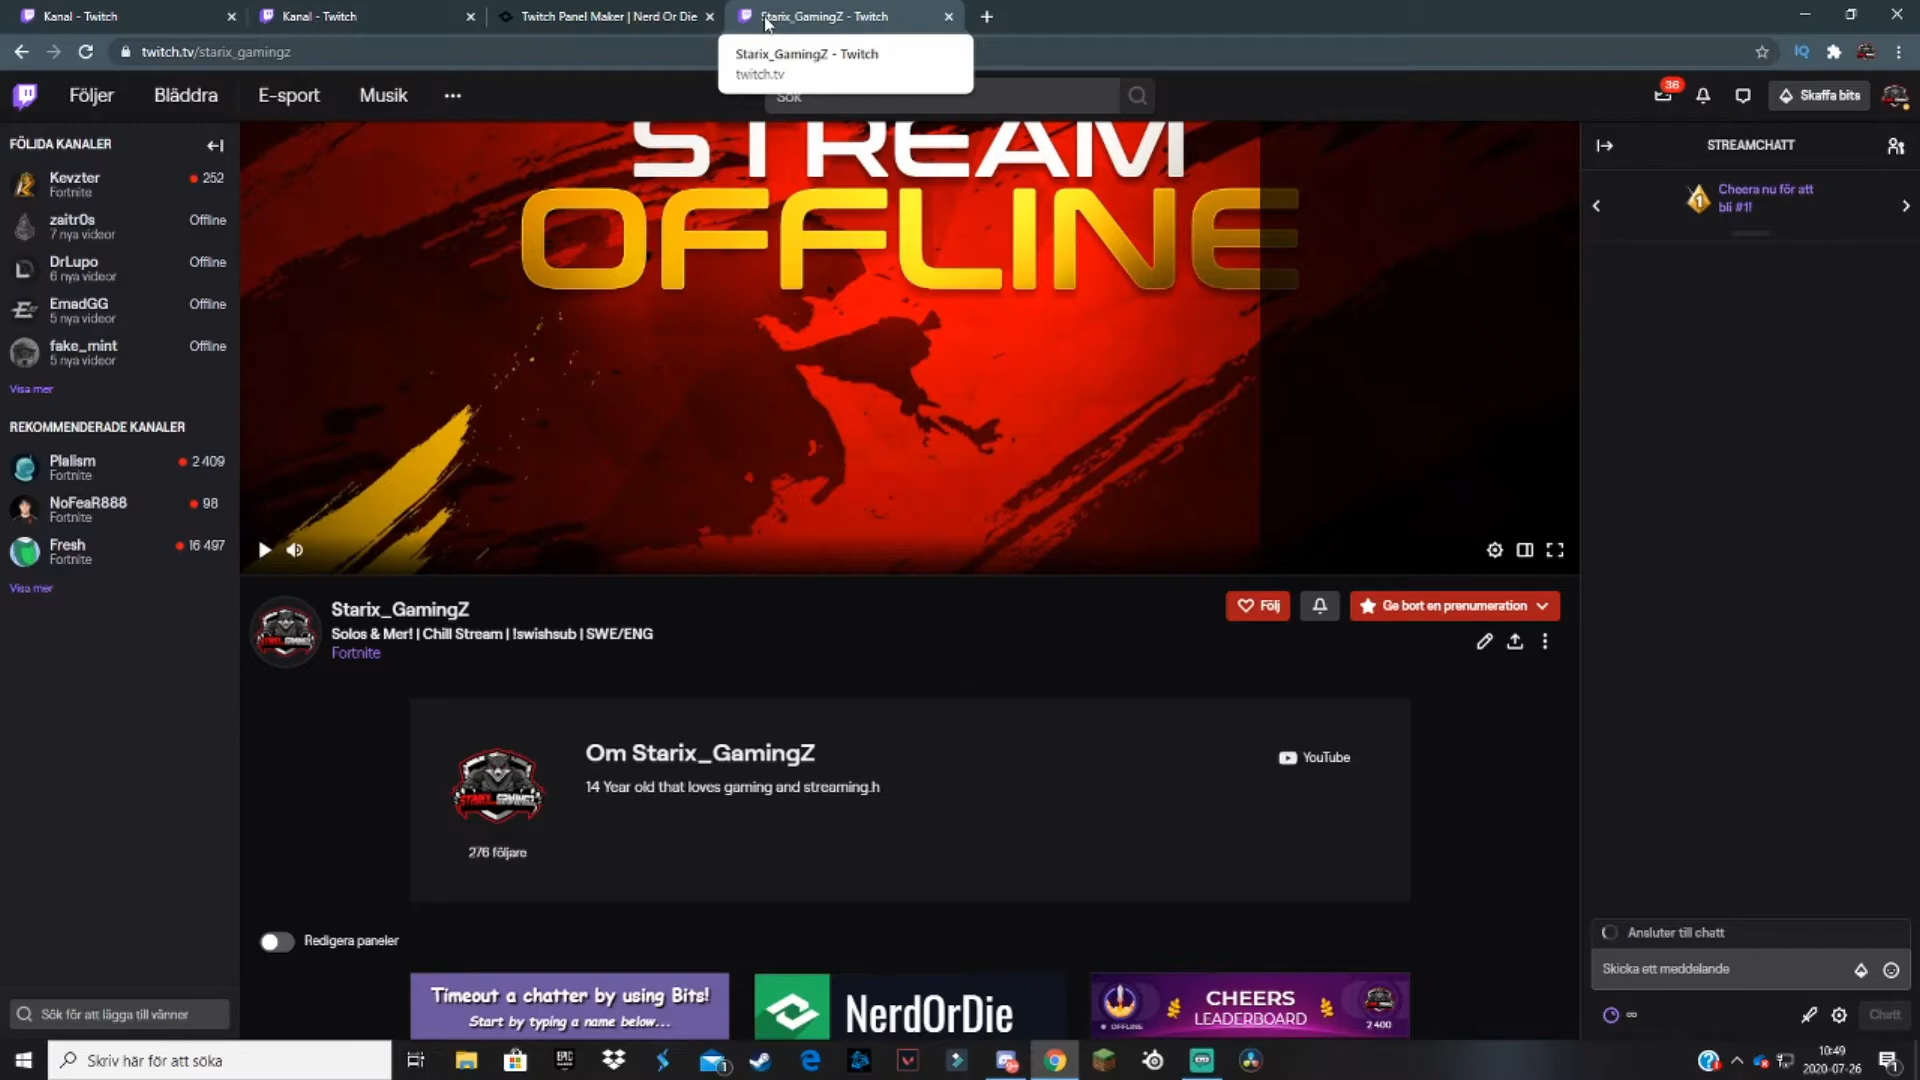 Kanal - Twitch
Kanal - Twitch
Twitch Panel Maker | Nerd Or Die
Starix_GamingZ - Twitch
twitch.tv/starix_gamingz
Starix_GamingZ - Twitch
twitch.tv
IQ
Följer
Bläddra
E-sport
Musik
Sök
36
Skaffa bits
FÖLJDA KANALER
Kevzter
252
Fortnite
zaitr0s
Offline
7 nya videor
DrLupo
Offline
6 nya videor
EmadGG
Offline
5 nya videor
fake_mint
Offline
5 nya videor
Visa mer
REKOMMENDERADE KANALER
Plalism
2 409
Fortnite
NoFeaR888
98
Fortnite
Fresh
16 497
Fortnite
Visa mer
STREAM
OFFLINE
STREAMCHATT
1
Cheera nu för att
bli #1!
Starix_GamingZ
Solos & Mer! | Chill Stream | !swishsub | SWE/ENG
Fortnite
Följ
Ge bort en prenumeration
Om Starix_GamingZ
14 Year old that loves gaming and streaming.h
YouTube
276 följare
Redigera paneler
Timeout a chatter by using Bits!
Start by typing a name below...
NerdOrDie
OFFLINE
CHEERS
LEADERBOARD
2 400
Ansluter till chatt
Skicka ett meddelande
∞
Chatt
Sök för att lägga till vänner
Skriv här för att söka
EPIC
GAMES
10:49
2020-07-26